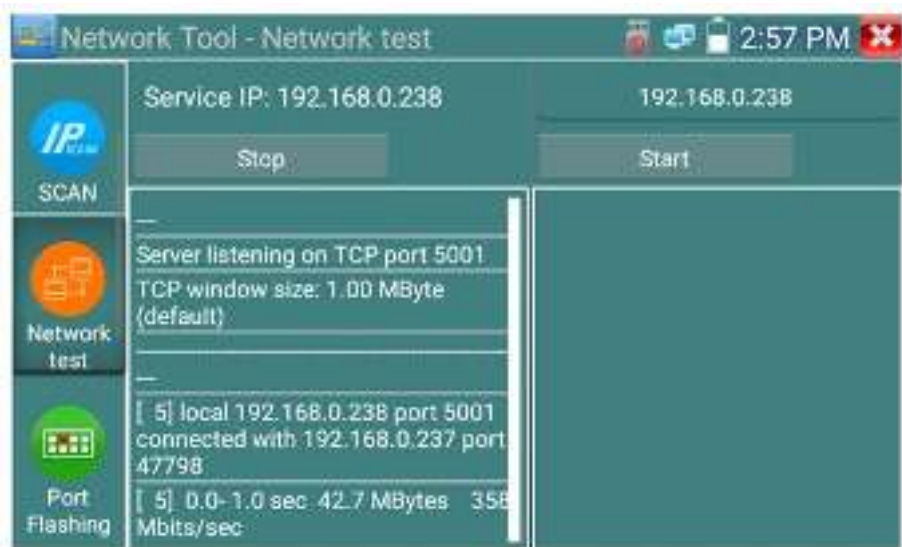 Network Tool - Network test
2:57 PM
IP
SCAN
Network
test
Port
Flashing
Service IP: 192.168.0.238
Stop
192.168.0.238
Start
---
Server listening on TCP port 5001
TCP window size: 1.00 MByte
(default)
---
[ 5] local 192.168.0.238 port 5001
connected with 192.168.0.237 port
47798
[ 5] 0.0- 1.0 sec 42.7 MBytes 358
Mbits/sec